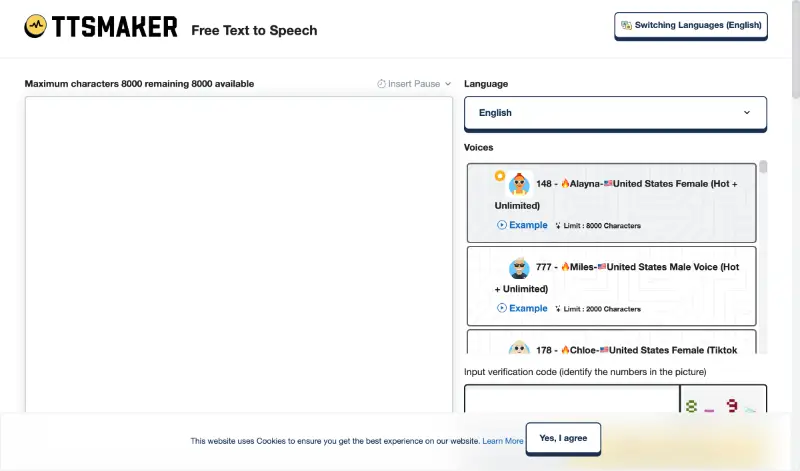 TTSMAKER Free Text to Speech
Switching Languages (English)
Maximum characters 8000 remaining 8000 available
Insert Pause
Language
English
Voices
148 - 🔥Alayna-🇺🇸United States Female (Hot +
Unlimited)
Example Limit : 8000 Characters
777 - 🔥Miles-🇺🇸United States Male Voice (Hot
+ Unlimited)
Example Limit : 2000 Characters
178 - 🔥Chloe-🇺🇸United States Female (Tiktok
Input verification code (identify the numbers in the picture)
This website uses Cookies to ensure you get the best experience on our website. Learn More
Yes, I agree